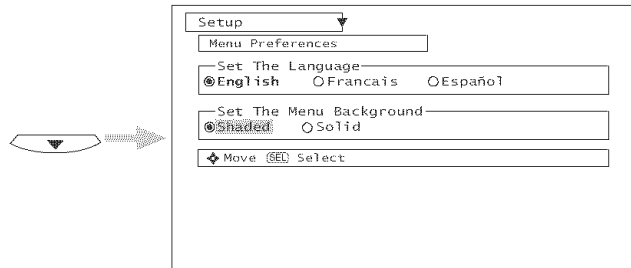 Setup
Menu Preferences
Set The Language
English Francais Español
Set The Menu Background
Shaded Solid
Move SEL Select